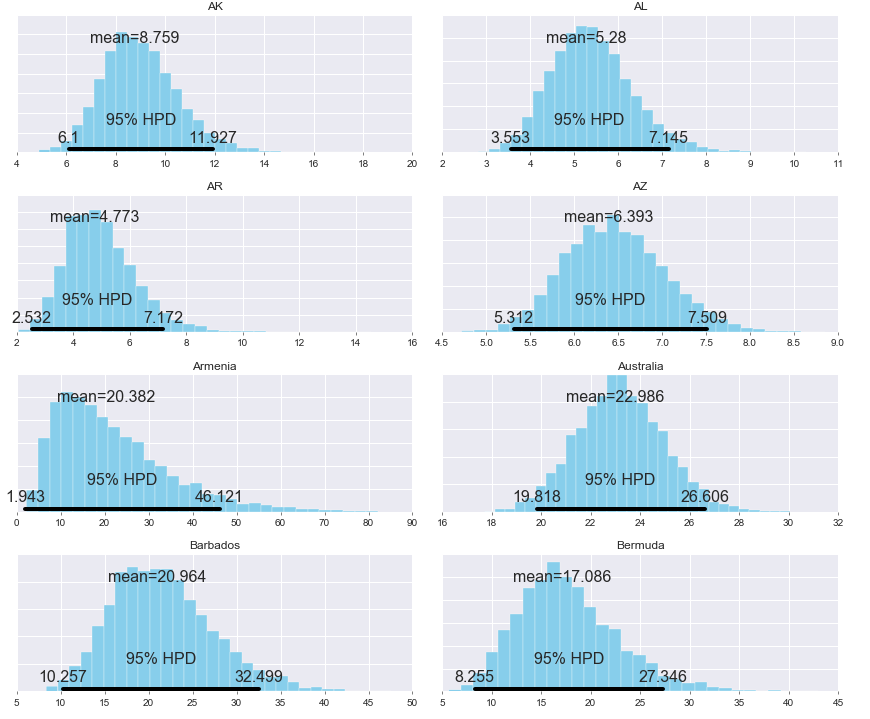 AK
mean=8.759
95% HPD
6.1 11.927
4 6 8 10 12 14 16 18 20
AL
mean=5.28
95% HPD
3.553 7.145
2 3 4 5 6 7 8 9 10 11
AR
mean=4.773
95% HPD
2.532 7.172
2 4 6 8 10 12 14 16
AZ
mean=6.393
95% HPD
5.312 7.509
4.5 5.0 5.5 6.0 6.5 7.0 7.5 8.0 8.5 9.0
Armenia
mean=20.382
95% HPD
1.943 46.121
0 10 20 30 40 50 60 70 80 90
Australia
mean=22.986
95% HPD
19.818 26.606
16 18 20 22 24 26 28 30 32
Barbados
mean=20.964
95% HPD
10.257 32.499
5 10 15 20 25 30 35 40 45 50
Bermuda
mean=17.086
95% HPD
8.255 27.346
5 10 15 20 25 30 35 40 45